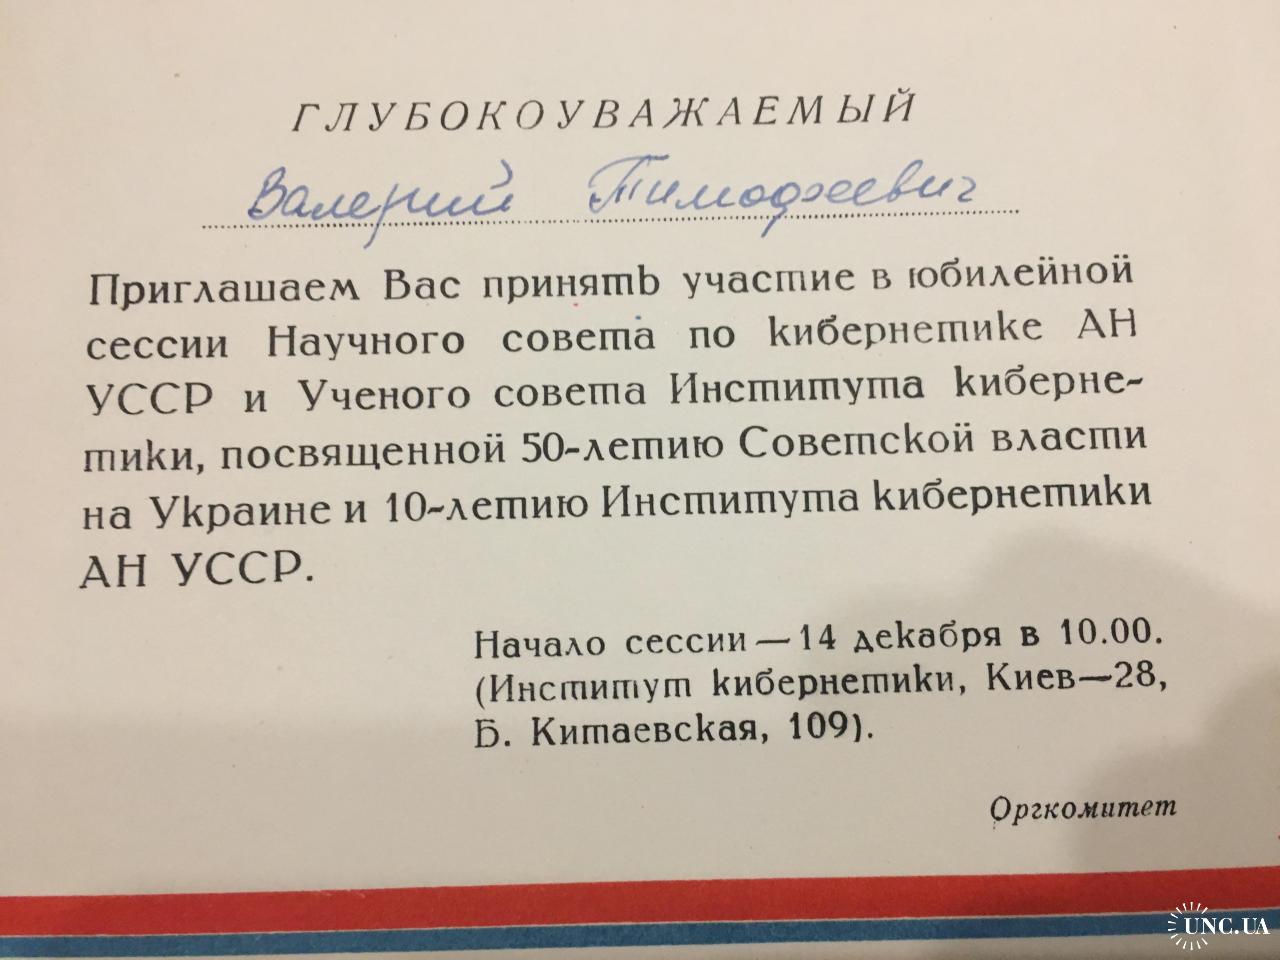 ГЛУБОКОУВАЖАЕМЫЙ
Валерий Тимофеевич
Приглашаем Вас принять участие в юбилейной
сессии Научного совета по кибернетике АН
УССР и Ученого совета Института киберне-
тики, посвященной 50-летию Советской власти
на Украине и 10-летию Института кибернетики
АН УССР.
Начало сессии — 14 декабря в 10.00.
(Институт кибернетики, Киев—28,
Б. Китаевская, 109).
Оргкомитет
UNC.UA